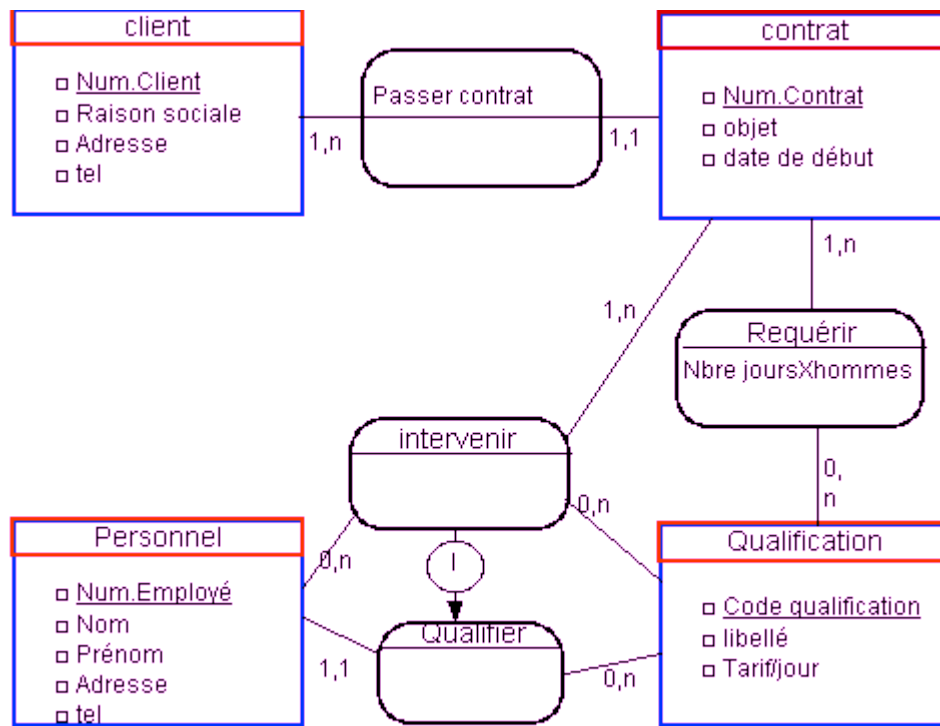 client
Num.Client
Raison sociale
Adresse
tel
1,n
Passer contrat
1,1
contrat
Num.Contrat
objet
date de début
1,n
1,n
Requérir
Nbre joursXhommes
0,
n
intervenir
0,n
0,n
I
Personnel
Num.Employé
Nom
Prénom
Adresse
tel
1,1
Qualifier
0,n
Qualification
Code qualification
libellé
Tarif/jour